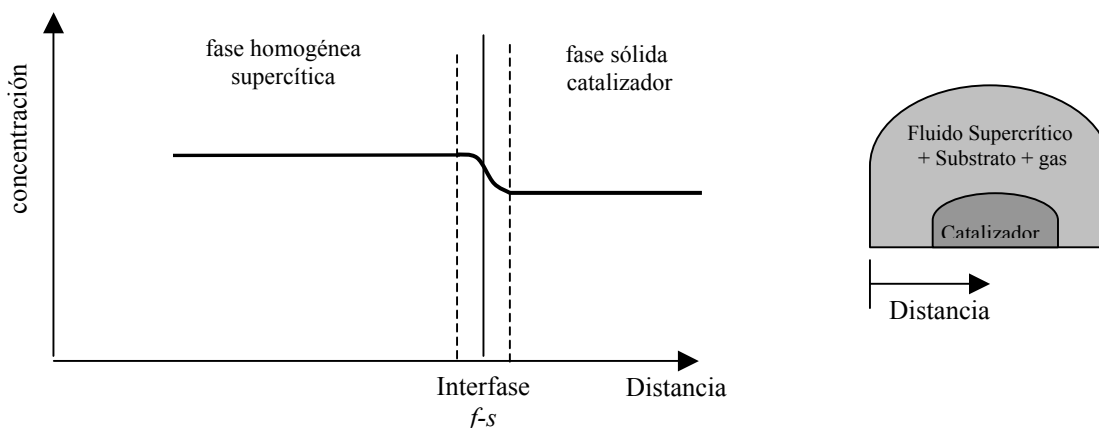 fase homogénea
supercítica
fase sólida
catalizador
concentración
Interfase
f-s
Distancia
Fluido Supercrítico
+ Substrato + gas
Catalizador
Distancia